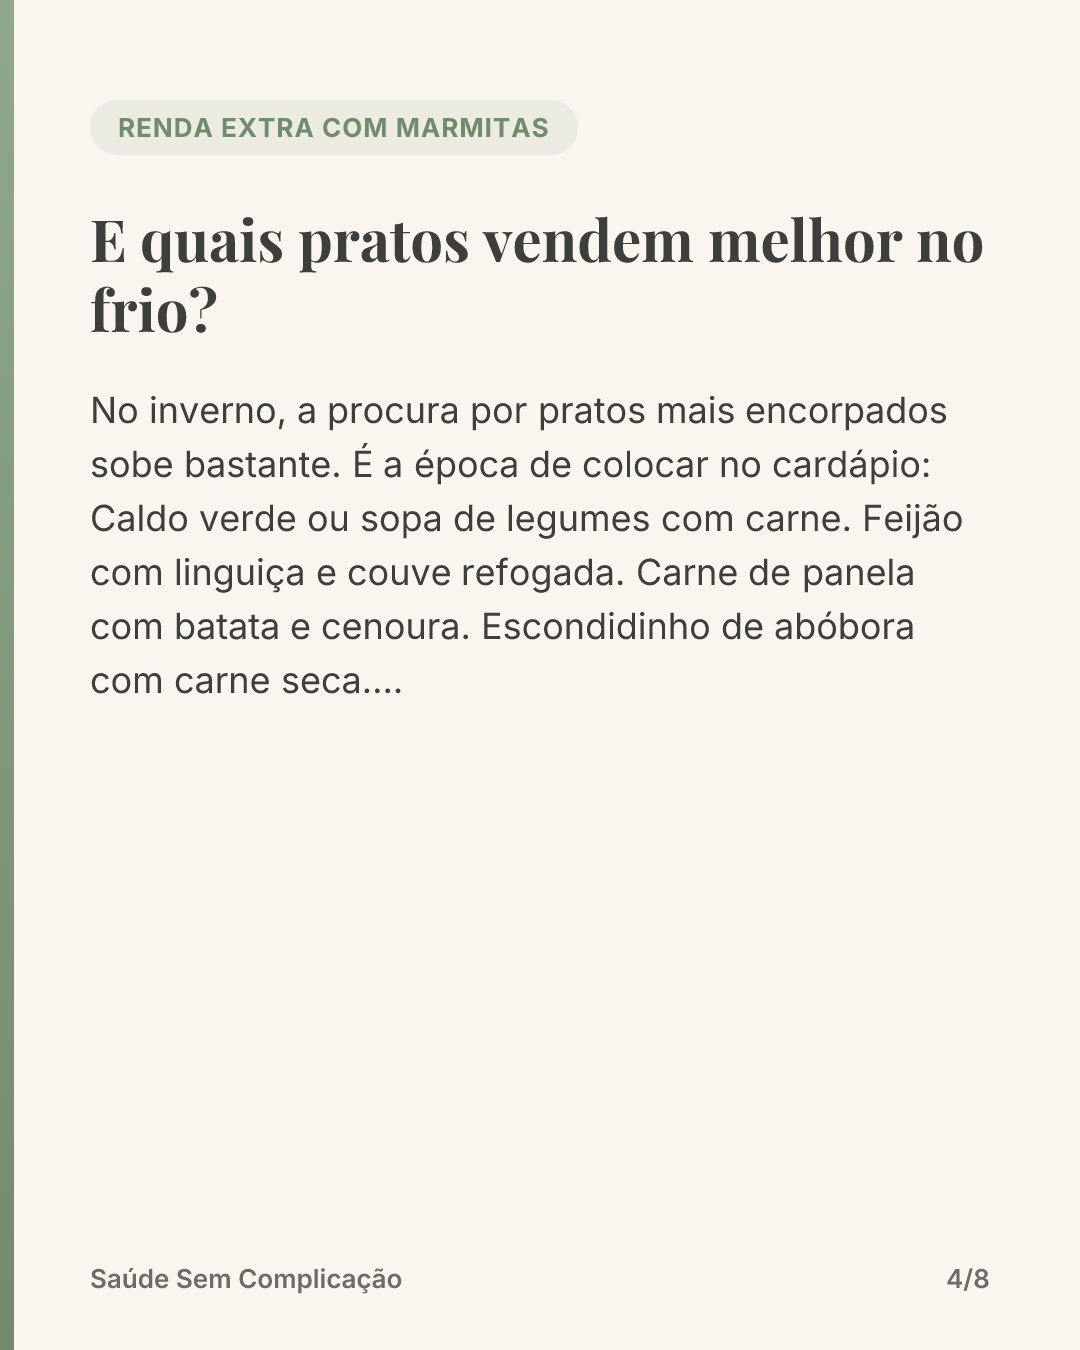 RENDA EXTRA COM MARMITAS
E quais pratos vendem melhor no
frio?
No inverno, a procura por pratos mais encorpados
sobe bastante. É a época de colocar no cardápio:
Caldo verde ou sopa de legumes com carne. Feijão
com linguiça e couve refogada. Carne de panela
com batata e cenoura. Escondidinho de abóbora
com carne seca....
Saúde Sem Complicação
4/8